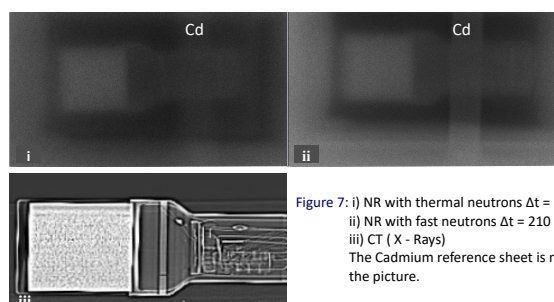 Cd
Cd
i
ii
iii
Figure 7: i) NR with thermal neutrons Δt =
ii) NR with fast neutrons Δt = 210
iii) CT ( X - Rays)
The Cadmium reference sheet is
the picture.